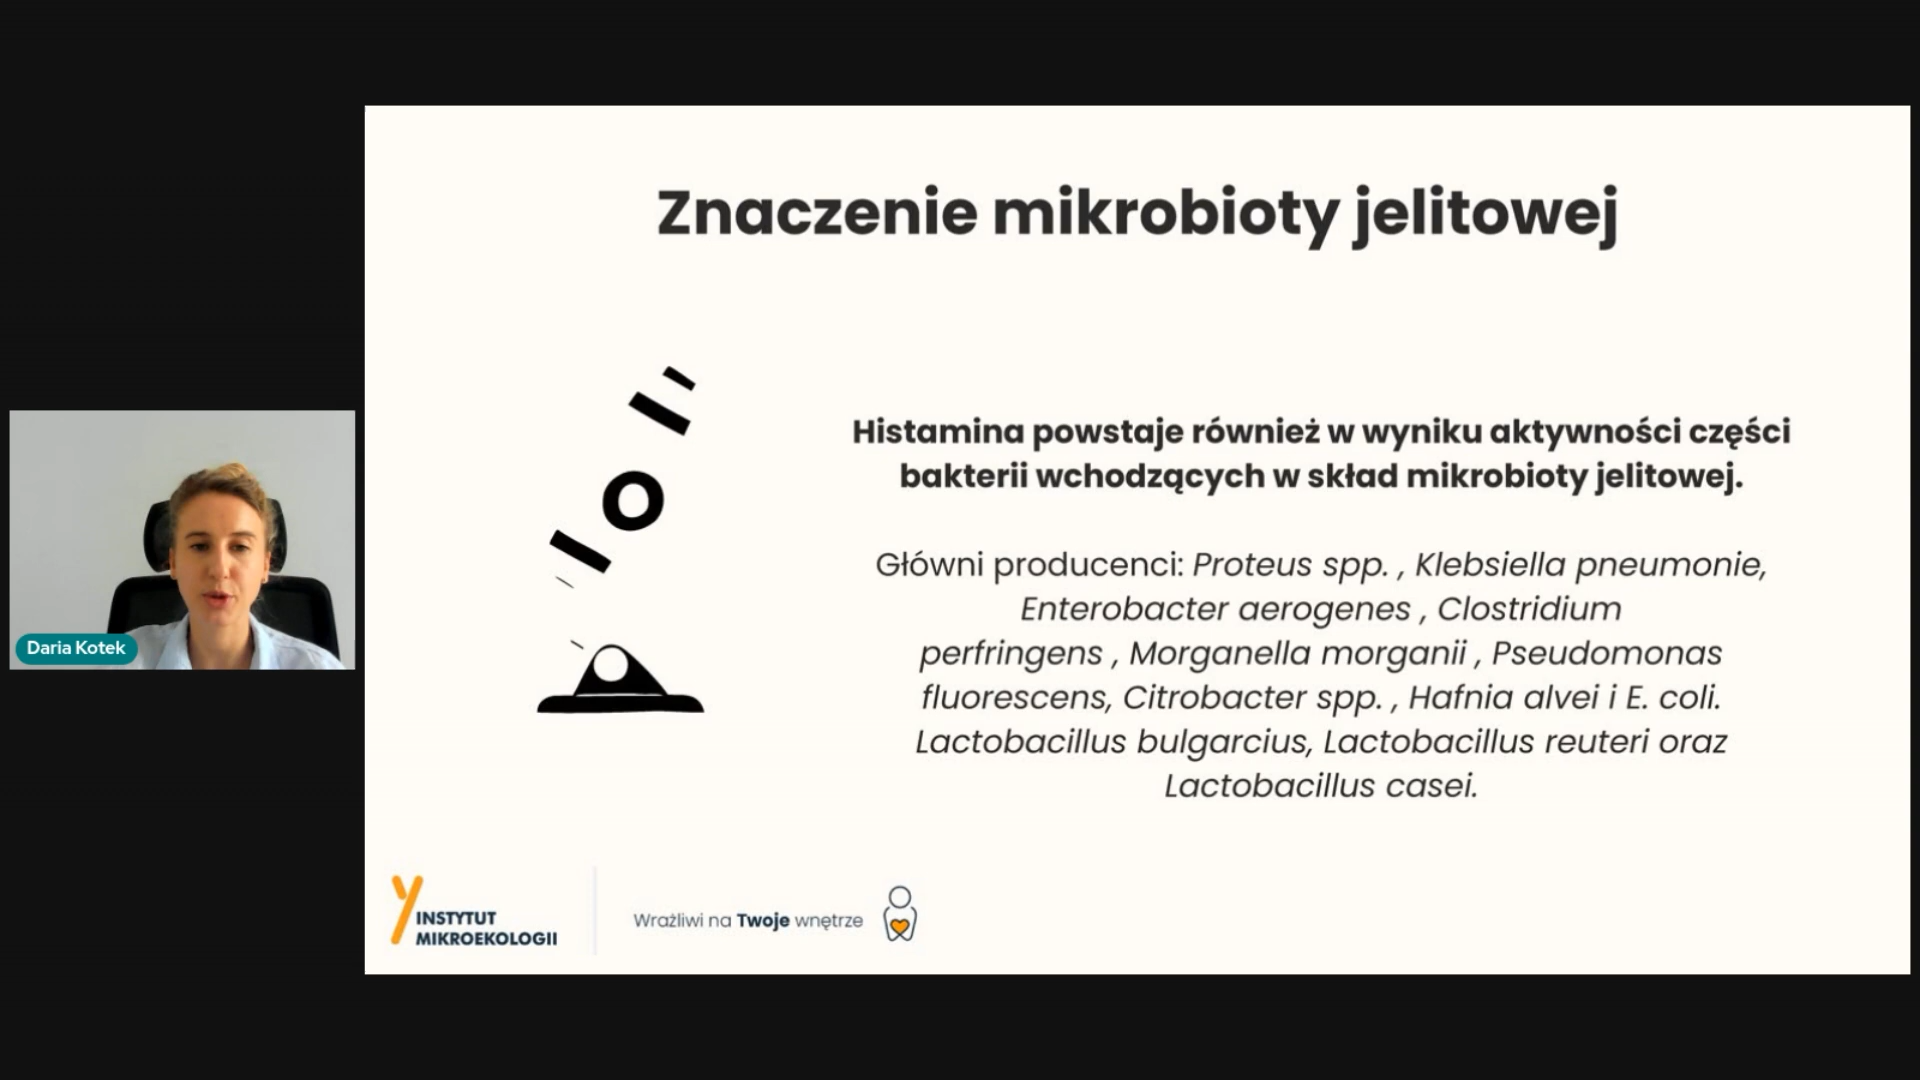 Znaczenie mikrobioty jelitowej
Histamina powstaje również w wyniku aktywności części
bakterii wchodzących w skład mikrobioty jelitowej.
Główni producenci: Proteus spp. , Klebsiella pneumonie,
Enterobacter aerogenes , Clostridium
perfringens , Morganella morganii , Pseudomonas
fluorescens, Citrobacter spp. , Hafnia alvei i E. coli.
Lactobacillus bulgarcius, Lactobacillus reuteri oraz
Lactobacillus casei.
Daria Kotek
INSTYTUT
MIKROEKOLOGII
Wrażliwi na Twoje wnętrze